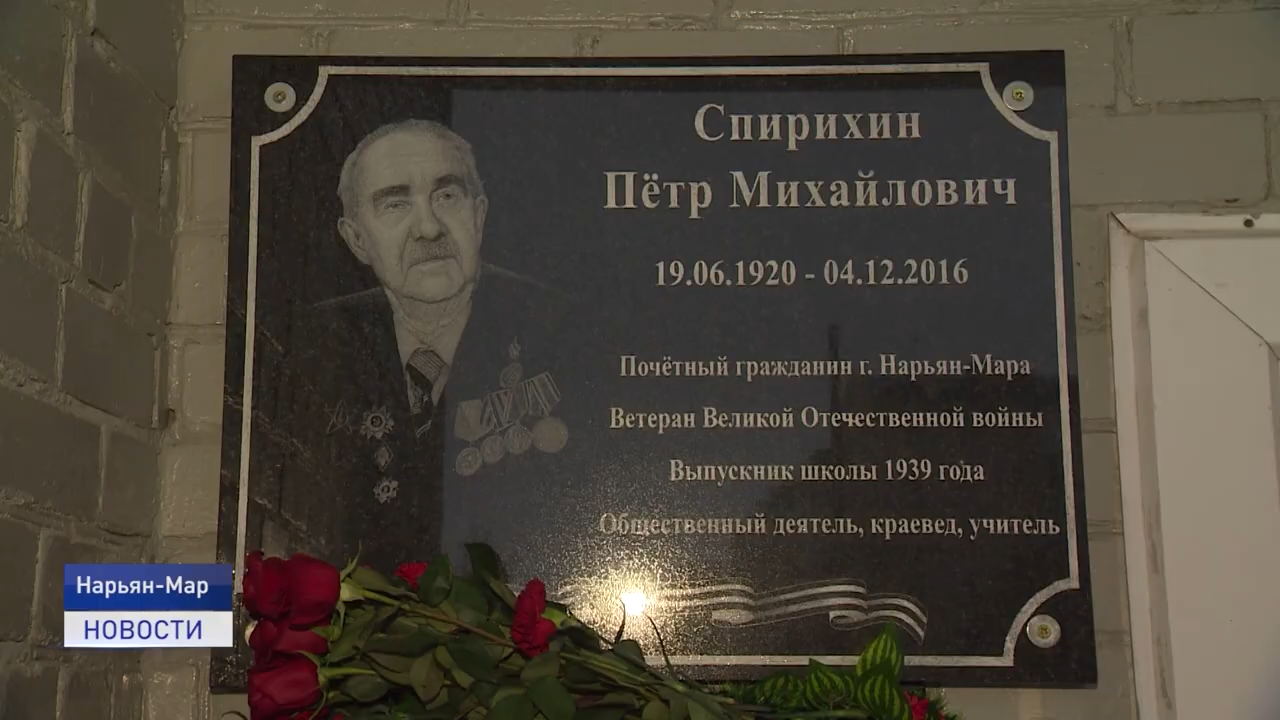 Спирихин
Пётр Михайлович
19.06.1920 - 04.12.2016
Почётный гражданин г. Нарьян-Мара
Ветеран Великой Отечественной войны
Выпускник школы 1939 года
Общественный деятель, краевед, учитель
Нарьян-Мар
НОВОСТИ